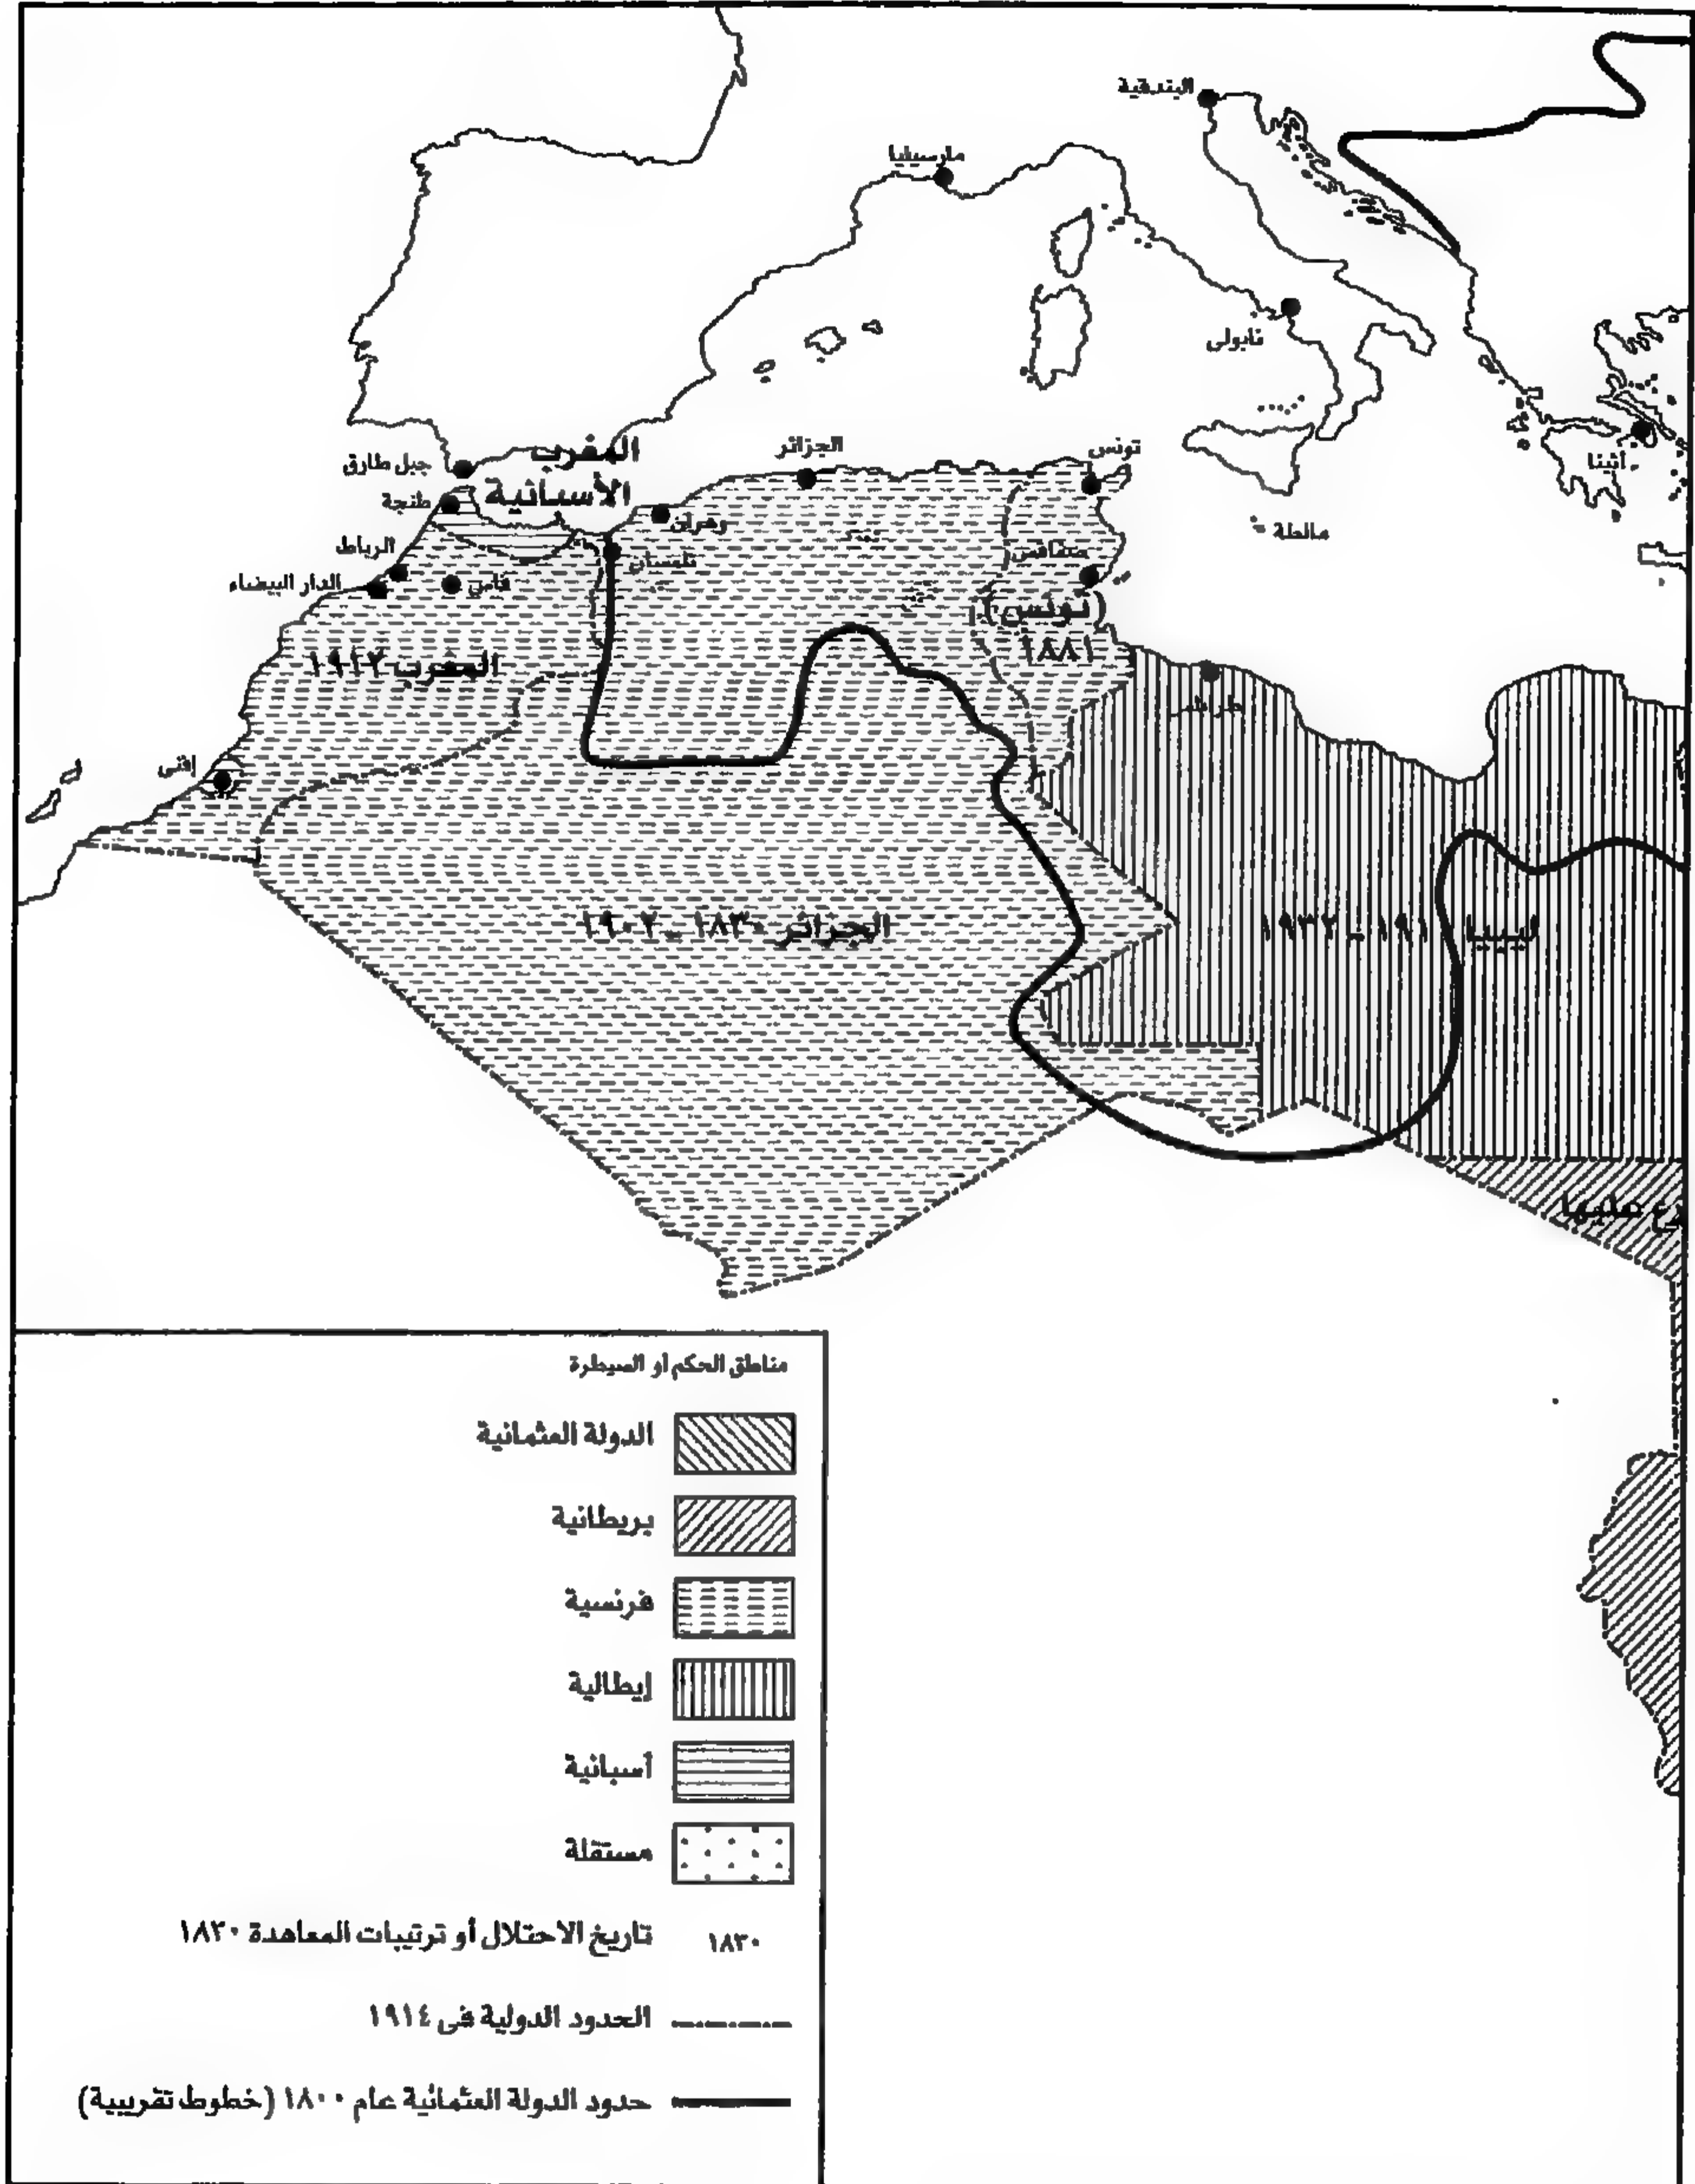 البندقية
مارسيليا
نابولى
أثينا
المغرب
الأسبانية
الجزائر
تونس
جبل طارق
طنجة
وهران
مالطة
الرباط
تلمسان
صفاقس
الدار البيضاء
فاس
(تونس)
١٨٨١
المغرب ١٩١٢
طرابلس
إفنى
الجزائر ١٨٣٠ ـ ١٩٠٢
ليبيا
ع عليها
مناطق الحكم أو السيطرة
الدولة العثمانية
بريطانية
فرنسية
إيطالية
أسبانية
مستقلة
١٨٣٠ تاريخ الاحتلال أو ترتيبات المعاهدة ١٨٣٠
الحدود الدولية فى ١٩١٤
حدود الدولة العثمانية عام ١٨٠٠ (خطوط تقريبية)